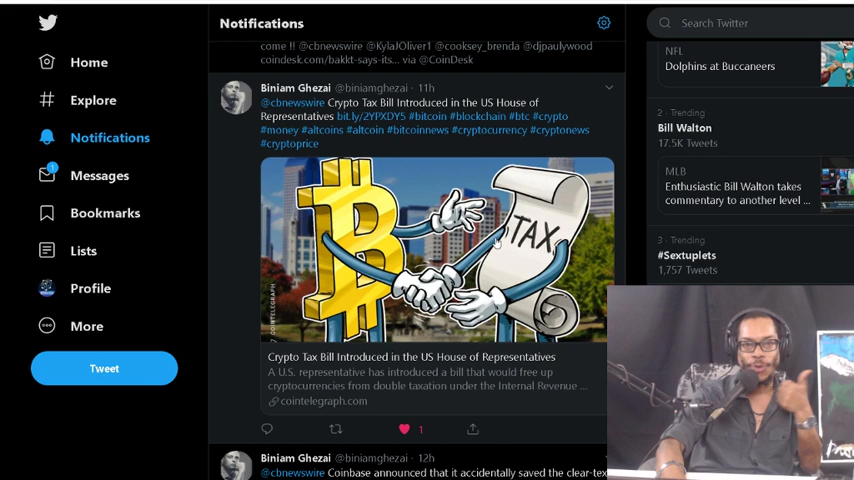 Home
Explore
Notifications
1
Messages
Bookmarks
Lists
Profile
More
Tweet
Notifications
come !! @cbnewswire @KylaJOliver1 @cooksey_brenda @djpaulywood
coindesk.com/bakkt-says-its... via @CoinDesk
Biniam Ghezai @biniamghezai · 11h
@cbnewswire Crypto Tax Bill Introduced in the US House of
Representatives bit.ly/2YPXDY5 #bitcoin #blockchain #btc #crypto
#money #altcoins #altcoin #bitcoinnews #cryptocurrency #cryptonews
#cryptoprice
TAX
COINTELEGRAPH
Crypto Tax Bill Introduced in the US House of Representatives
A U.S. representative has introduced a bill that would free up
cryptocurrencies from double taxation under the Internal Revenue ...
cointelegraph.com
1
Biniam Ghezai @biniamghezai · 12h
@cbnewswire Coinbase announced that it accidentally saved the clear-tex
Search Twitter
NFL
Dolphins at Buccaneers
2 · Trending
Bill Walton
17.5K Tweets
MLB
Enthusiastic Bill Walton takes
commentary to another level ...
3 · Trending
#Sextuplets
1,757 Tweets